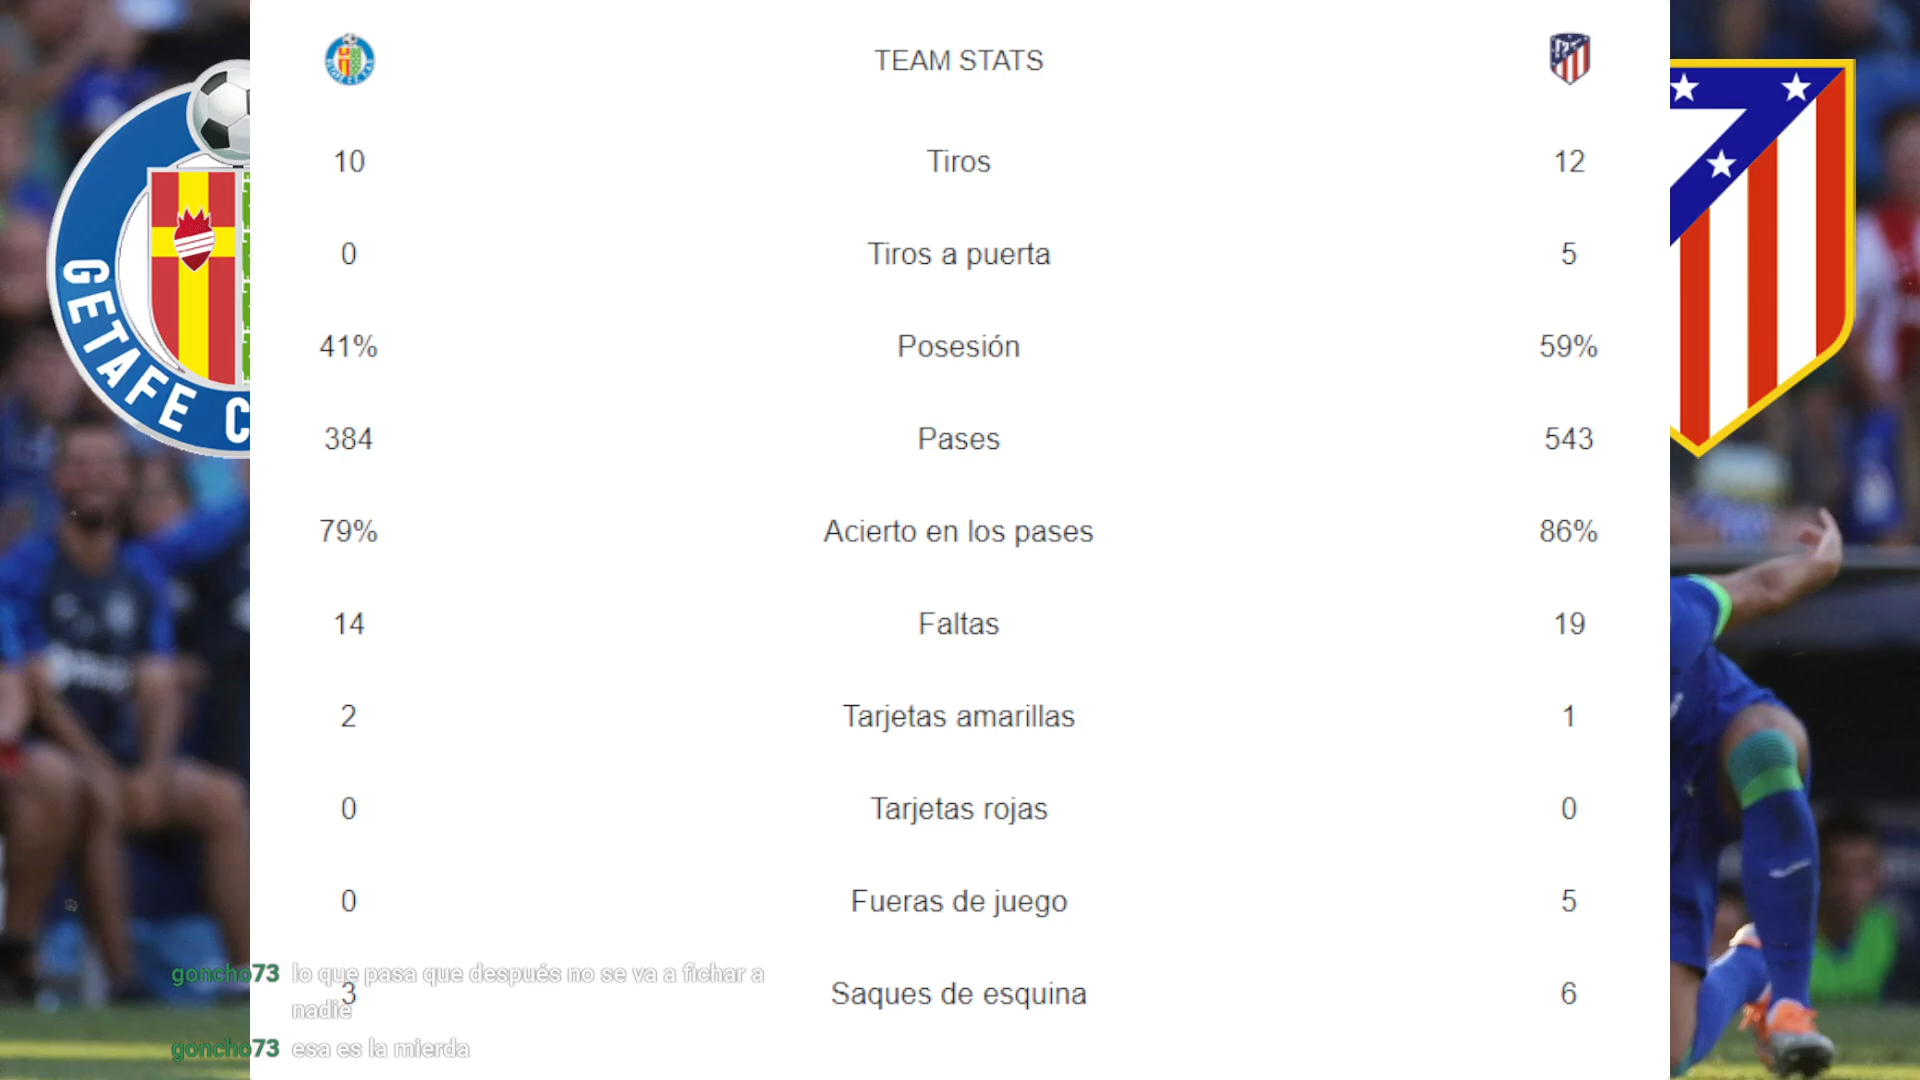 TEAM STATS
10 Tiros 12
0 Tiros a puerta 5
41% Posesión 59%
384 Pases 543
79% Acierto en los pases 86%
14 Faltas 19
2 Tarjetas amarillas 1
0 Tarjetas rojas 0
0 Fueras de juego 5
3 Saques de esquina 6
goncho73 lo que pasa que después no se va a fichar a
nadie
goncho73 esa es la mierda
GETAFE C